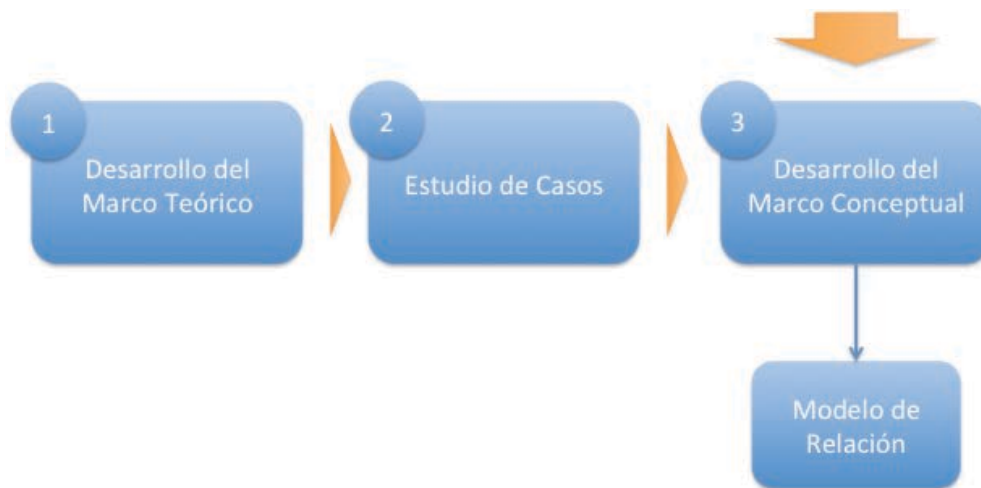 1
Desarrollo del
Marco Teórico
2
Estudio de Casos
3
Desarrollo del
Marco Conceptual
Modelo de
Relación